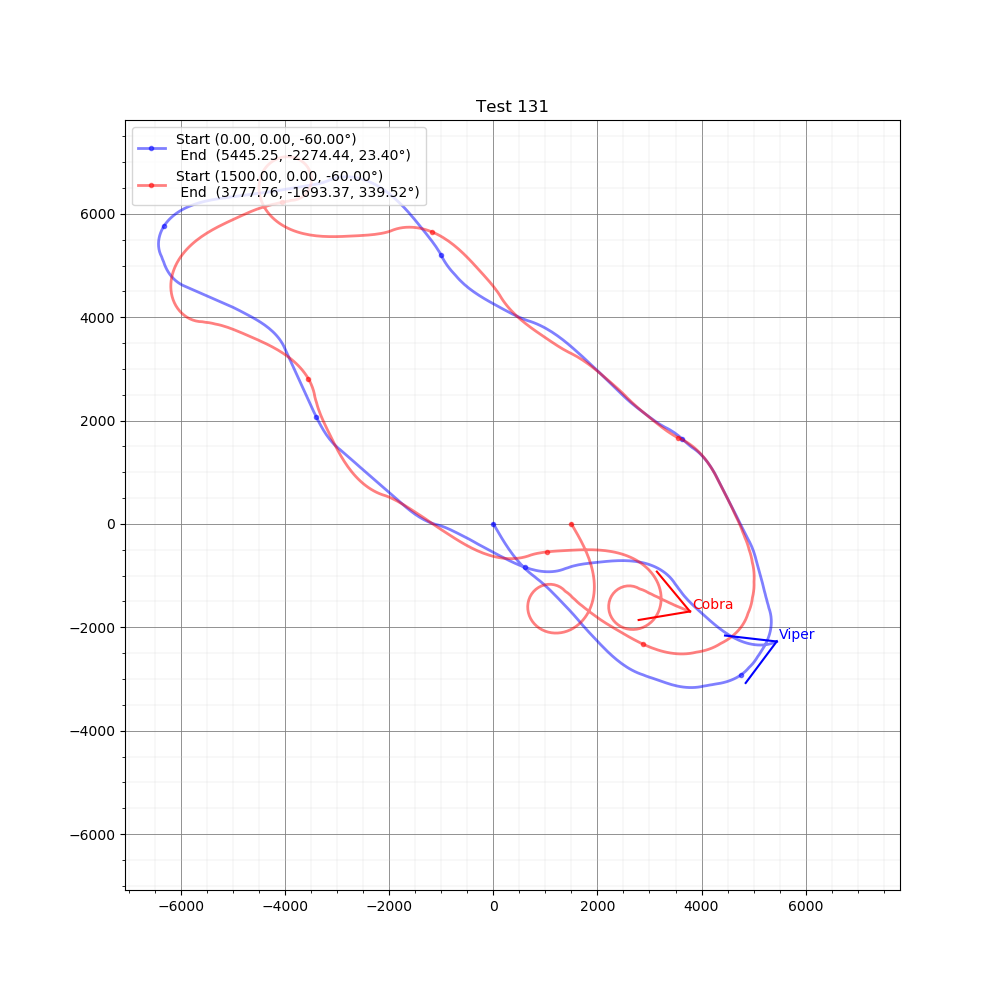 Test 131
Start (0.00, 0.00, -60.00°)
End  (5445.25, -2274.44, 23.40°)
Start (1500.00, 0.00, -60.00°)
End  (3777.76, -1693.37, 339.52°)
6000
4000
2000
0
−2000
−4000
−6000
Cobra
Viper
−6000 −4000 −2000 0 2000 4000 6000